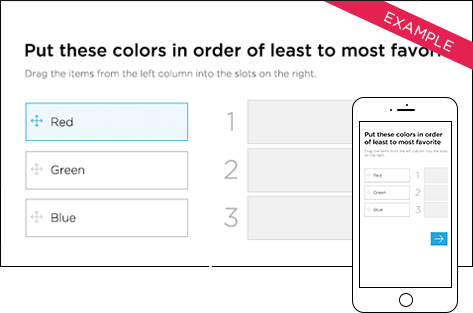 EXAMPLE
Put these colors in order of least to most
Drag the items from the left column into the slots on the right.
Red
Green
Blue
1
2
3
Put these colors in order
of least to most favorite
Drag the items from the left column into the slots
on the right.
Red
Green
Blue
1
2
3